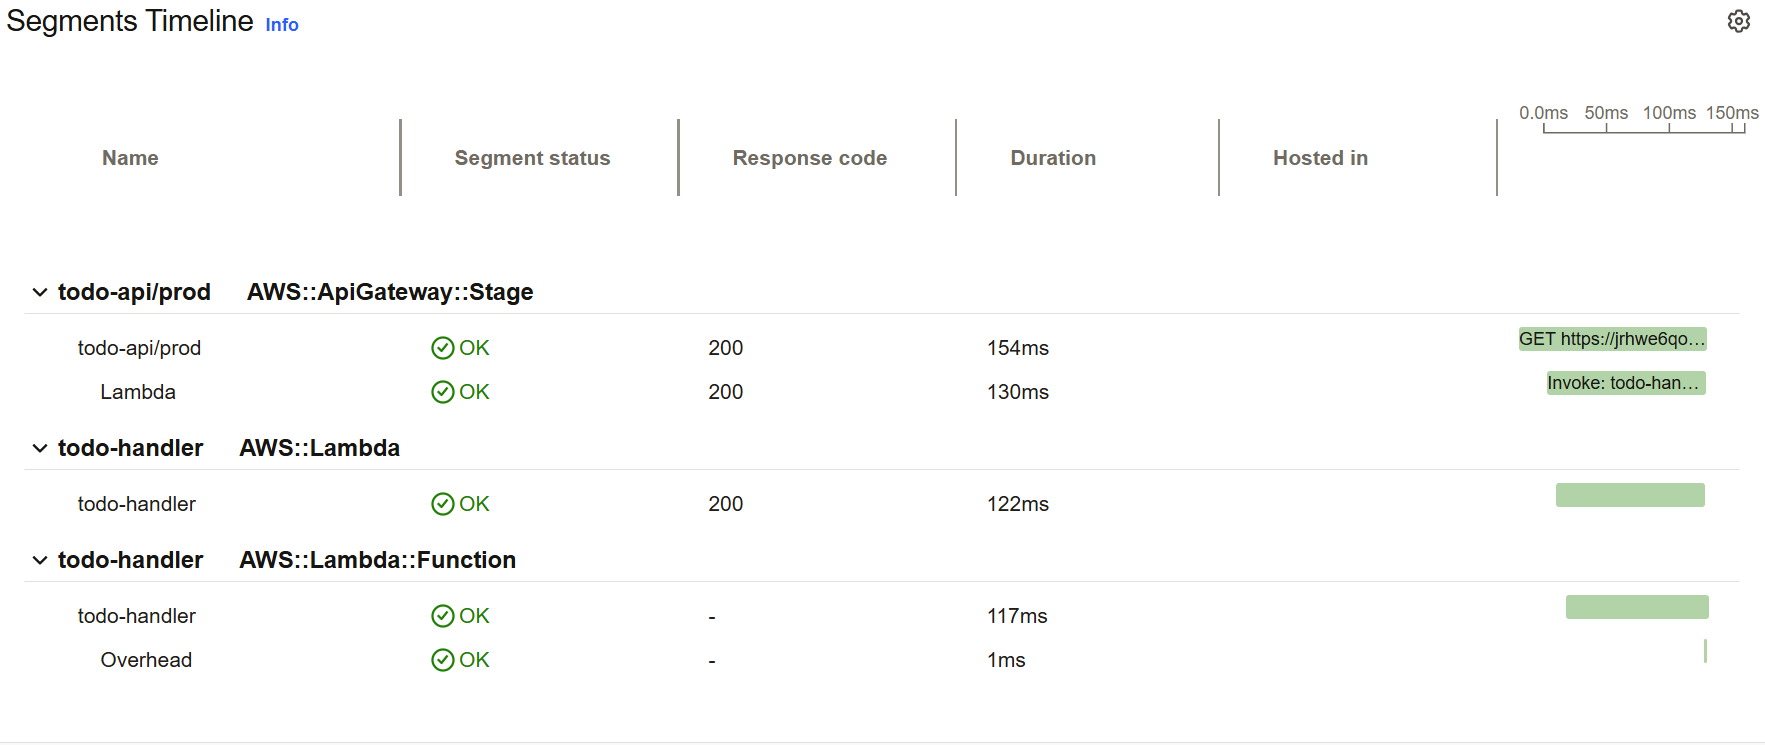 Segments Timeline Info
0.0ms 50ms 100ms 150ms
Name Segment status Response code Duration Hosted in
todo-api/prod AWS::ApiGateway::Stage
todo-api/prod OK 200 154ms GET https://jrhwe6qo…
Lambda OK 200 130ms Invoke: todo-han…
todo-handler AWS::Lambda
todo-handler OK 200 122ms
todo-handler AWS::Lambda::Function
todo-handler OK - 117ms
Overhead OK - 1ms